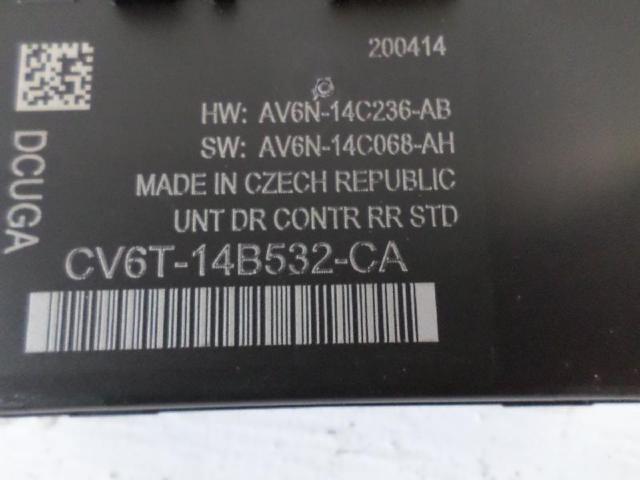 200414
HW: AV6N-14C236-AB
SW: AV6N-14C068-AH
MADE IN CZECH REPUBLIC
UNT DR CONTR RR STD
CV6T-14B532-CA
DCUGA